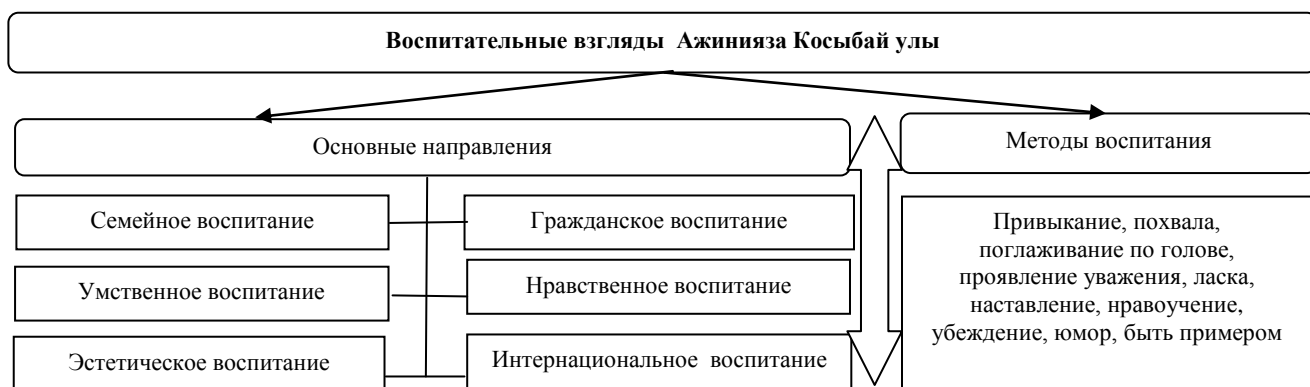 Воспитательные взгляды Ажинияза Косыбай улы
Основные направления
Методы воспитания
Семейное воспитание
Гражданское воспитание
Умственное воспитание
Нравственное воспитание
Эстетическое воспитание
Интернациональное воспитание
Привыкание, похвала,
поглаживание по голове,
проявление уважения, ласка,
наставление, нравоучение,
убеждение, юмор, быть примером